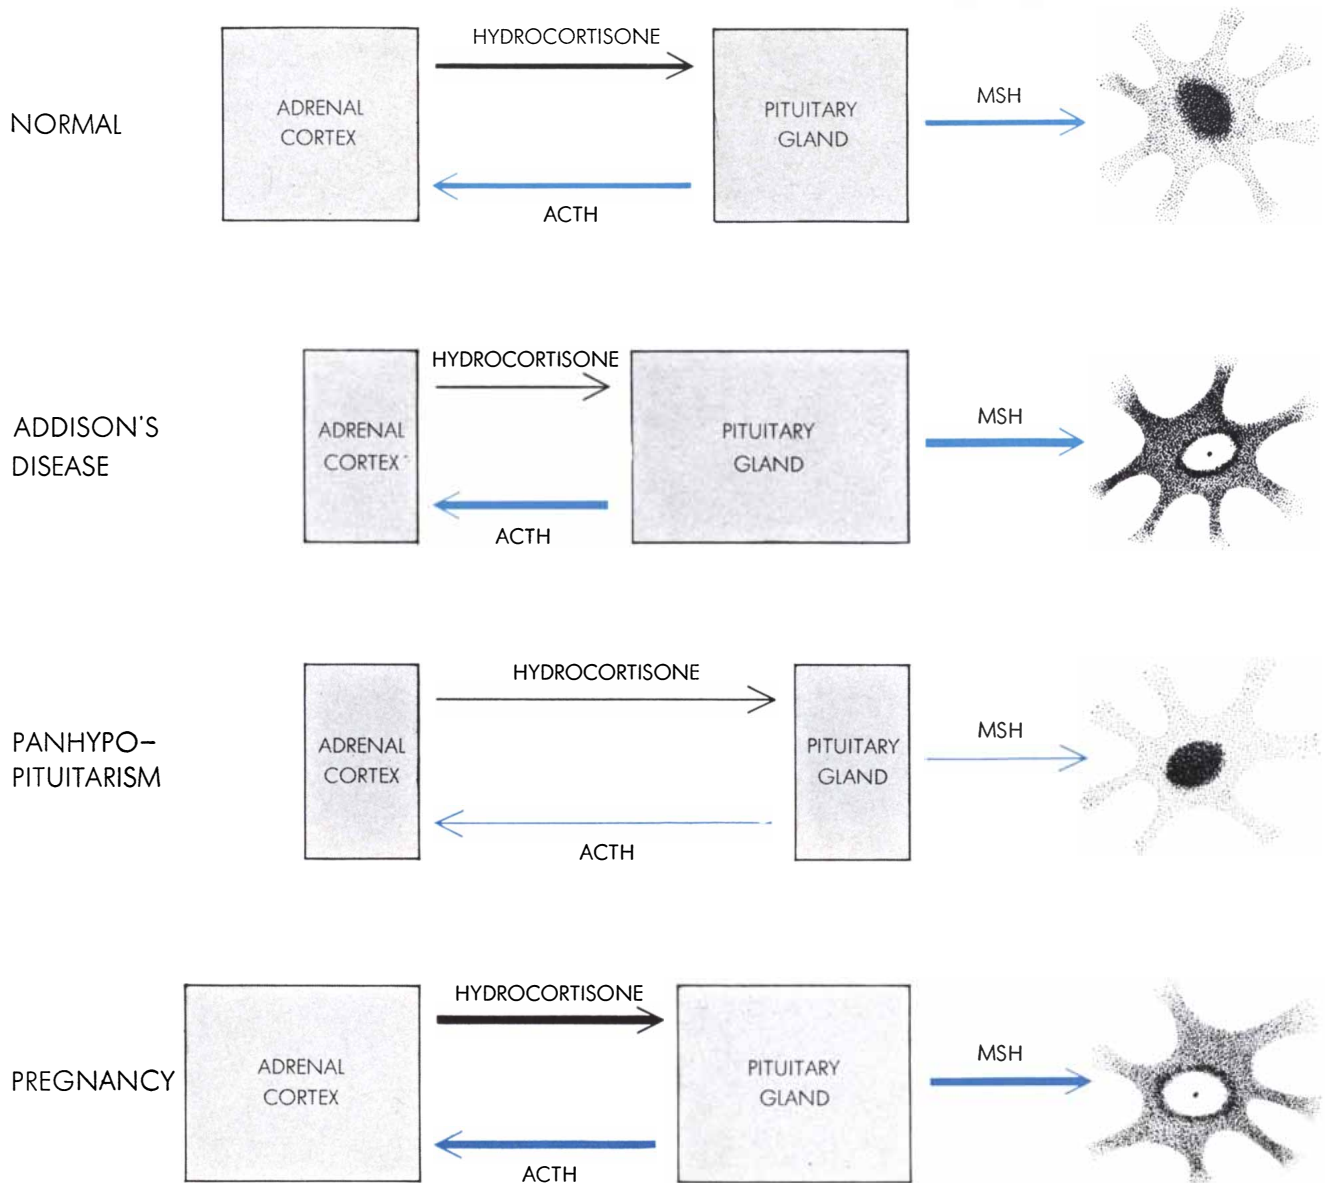 NORMAL
HYDROCORTISONE
ADRENAL
CORTEX
PITUITARY
GLAND
MSH
ACTH
ADDISON'S
DISEASE
HYDROCORTISONE
ADRENAL
CORTEX
PITUITARY
GLAND
MSH
ACTH
PANHYPO–
PITUITARISM
HYDROCORTISONE
ADRENAL
CORTEX
PITUITARY
GLAND
MSH
ACTH
PREGNANCY
HYDROCORTISONE
ADRENAL
CORTEX
PITUITARY
GLAND
MSH
ACTH